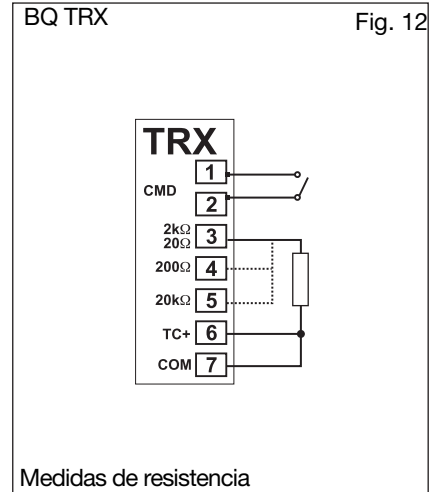 BQ TRX
Fig. 12
TRX
1
CMD
2
2kΩ
20Ω 3
200Ω 4
20kΩ 5
TC+ 6
COM 7
Medidas de resistencia